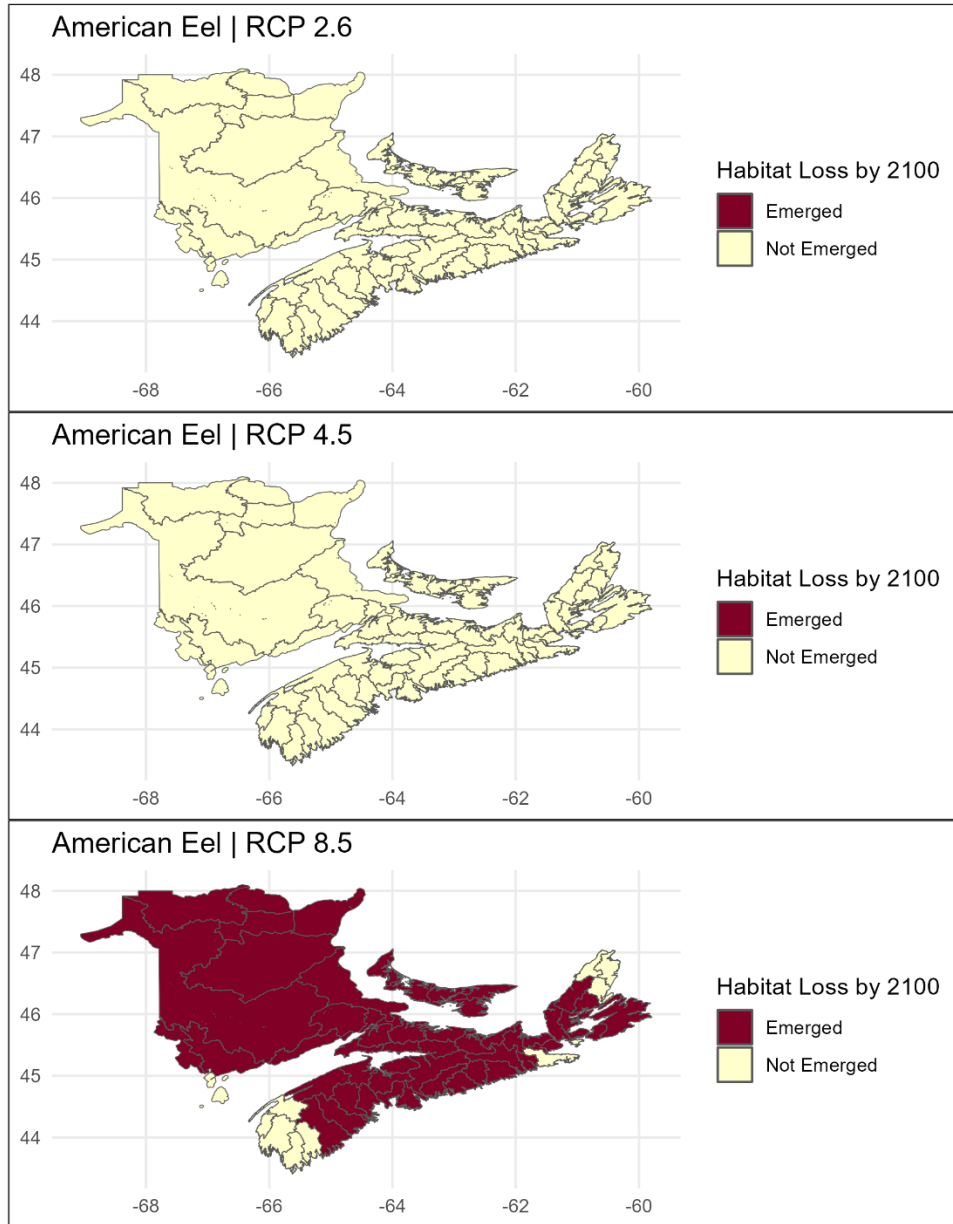 American Eel | RCP 2.6
48
47
46
45
44
-68 -66 -64 -62 -60
Habitat Loss by 2100
Emerged
Not Emerged
American Eel | RCP 4.5
48
47
46
45
44
-68 -66 -64 -62 -60
Habitat Loss by 2100
Emerged
Not Emerged
American Eel | RCP 8.5
48
47
46
45
44
-68 -66 -64 -62 -60
Habitat Loss by 2100
Emerged
Not Emerged